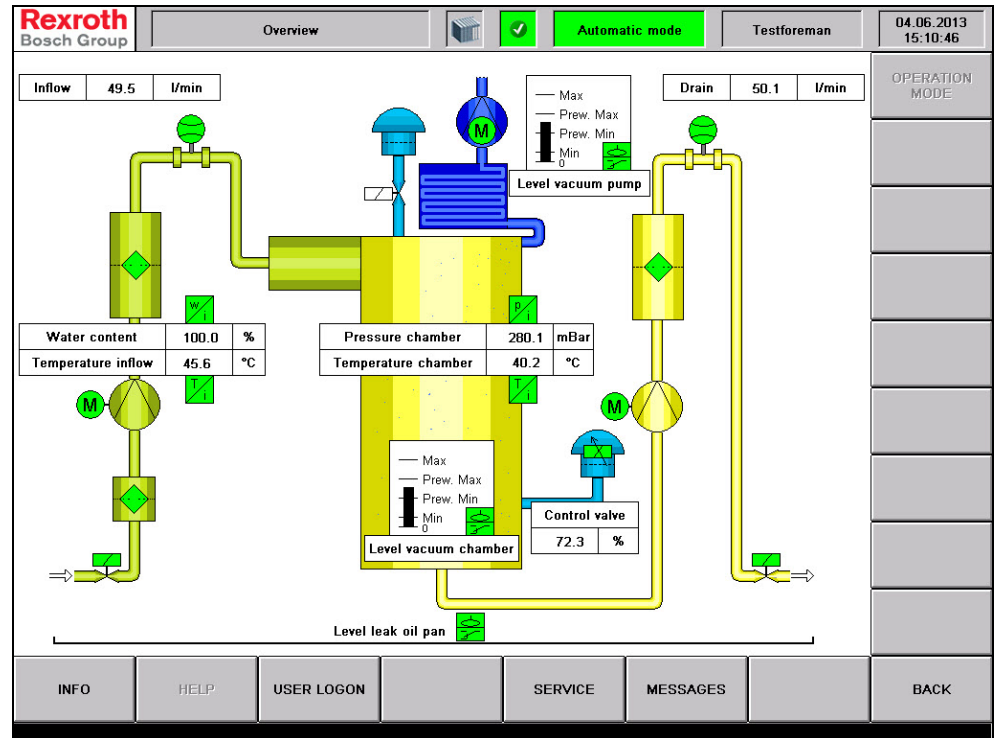 Rexroth
Bosch Group
Overview
Automatic mode
Testforeman
04.06.2013
15:10:46
OPERATION
MODE
Inflow 49.5 l/min
Max
Prew. Max
Prew. Min
Min
0
Level vacuum pump
Drain 50.1 l/min
M
W
i
Water content 100.0 %
Temperature inflow 45.6 °C
T
i
M
p
i
Pressure chamber 280.1 mBar
Temperature chamber 40.2 °C
T
i
M
Max
Prew. Max
Prew. Min
Min
0
Level vacuum chamber
Control valve
72.3 %
Level leak oil pan
INFO
HELP
USER LOGON
SERVICE
MESSAGES
BACK